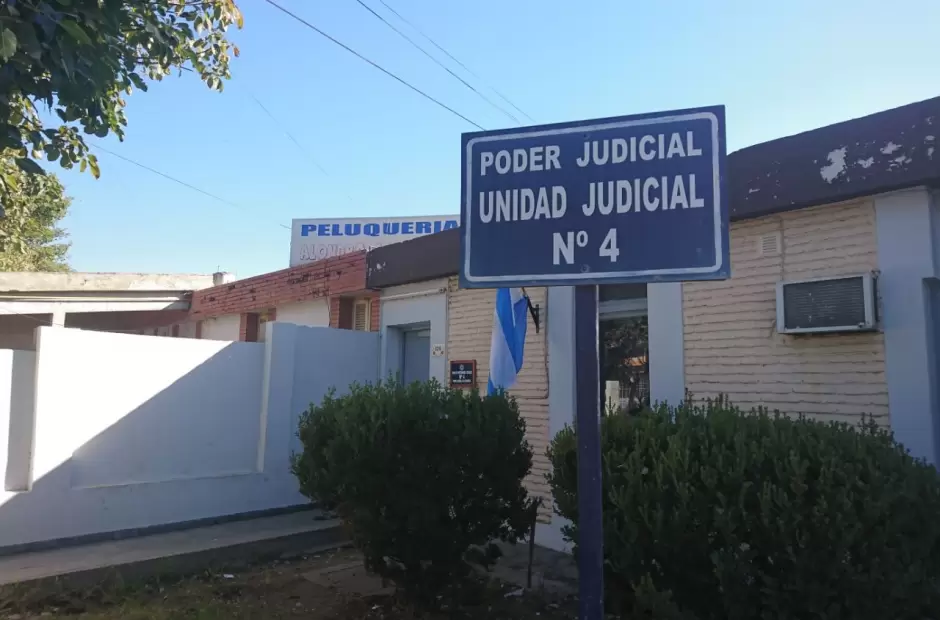 PODER JUDICIAL
UNIDAD JUDICIAL
Nº 4
PELUQUERIA